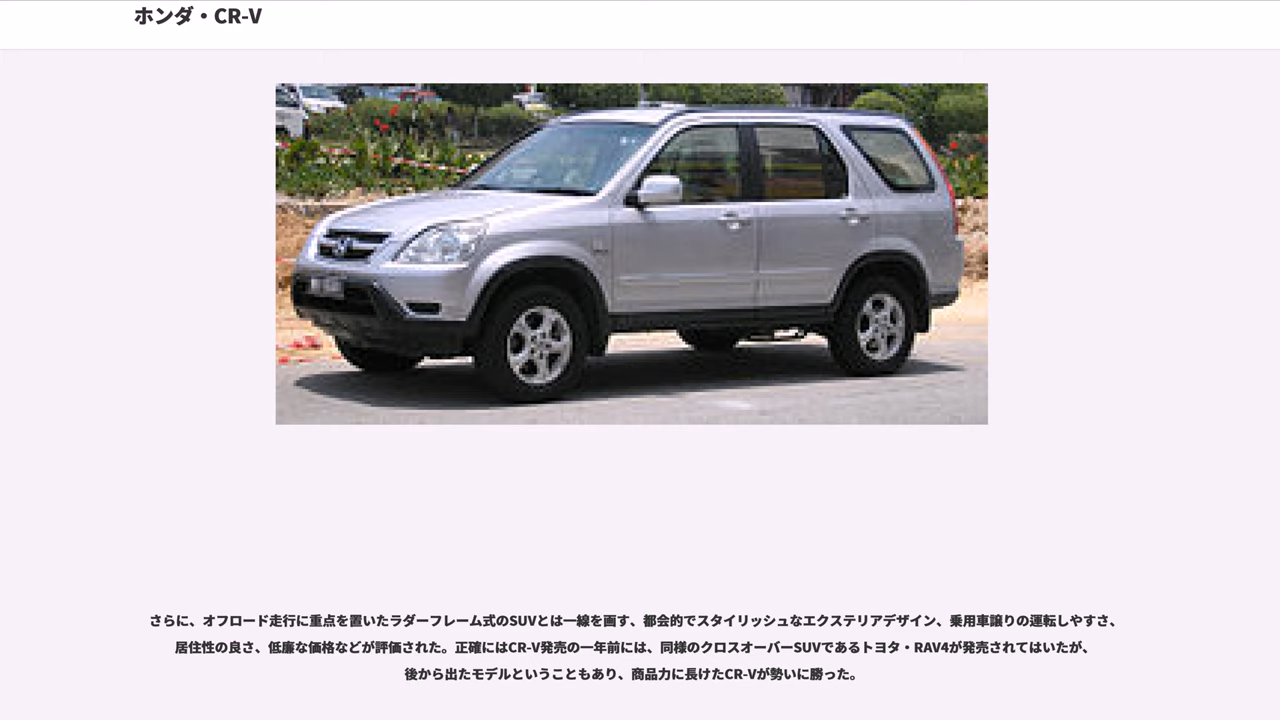 ホンダ・CR-V
さらに、オフロード走行に重点を置いたラダーフレーム式のSUVとは一線を画す、都会的でスタイリッシュなエクステリアデザイン、乗用車譲りの運転しやすさ、
居住性の良さ、低廉な価格などが評価された。正確にはCR-V発売の一年前には、同様のクロスオーバーSUVであるトヨタ・RAV4が発売されてはいたが、
後から出たモデルということもあり、商品力に長けたCR-Vが勢いに勝った。